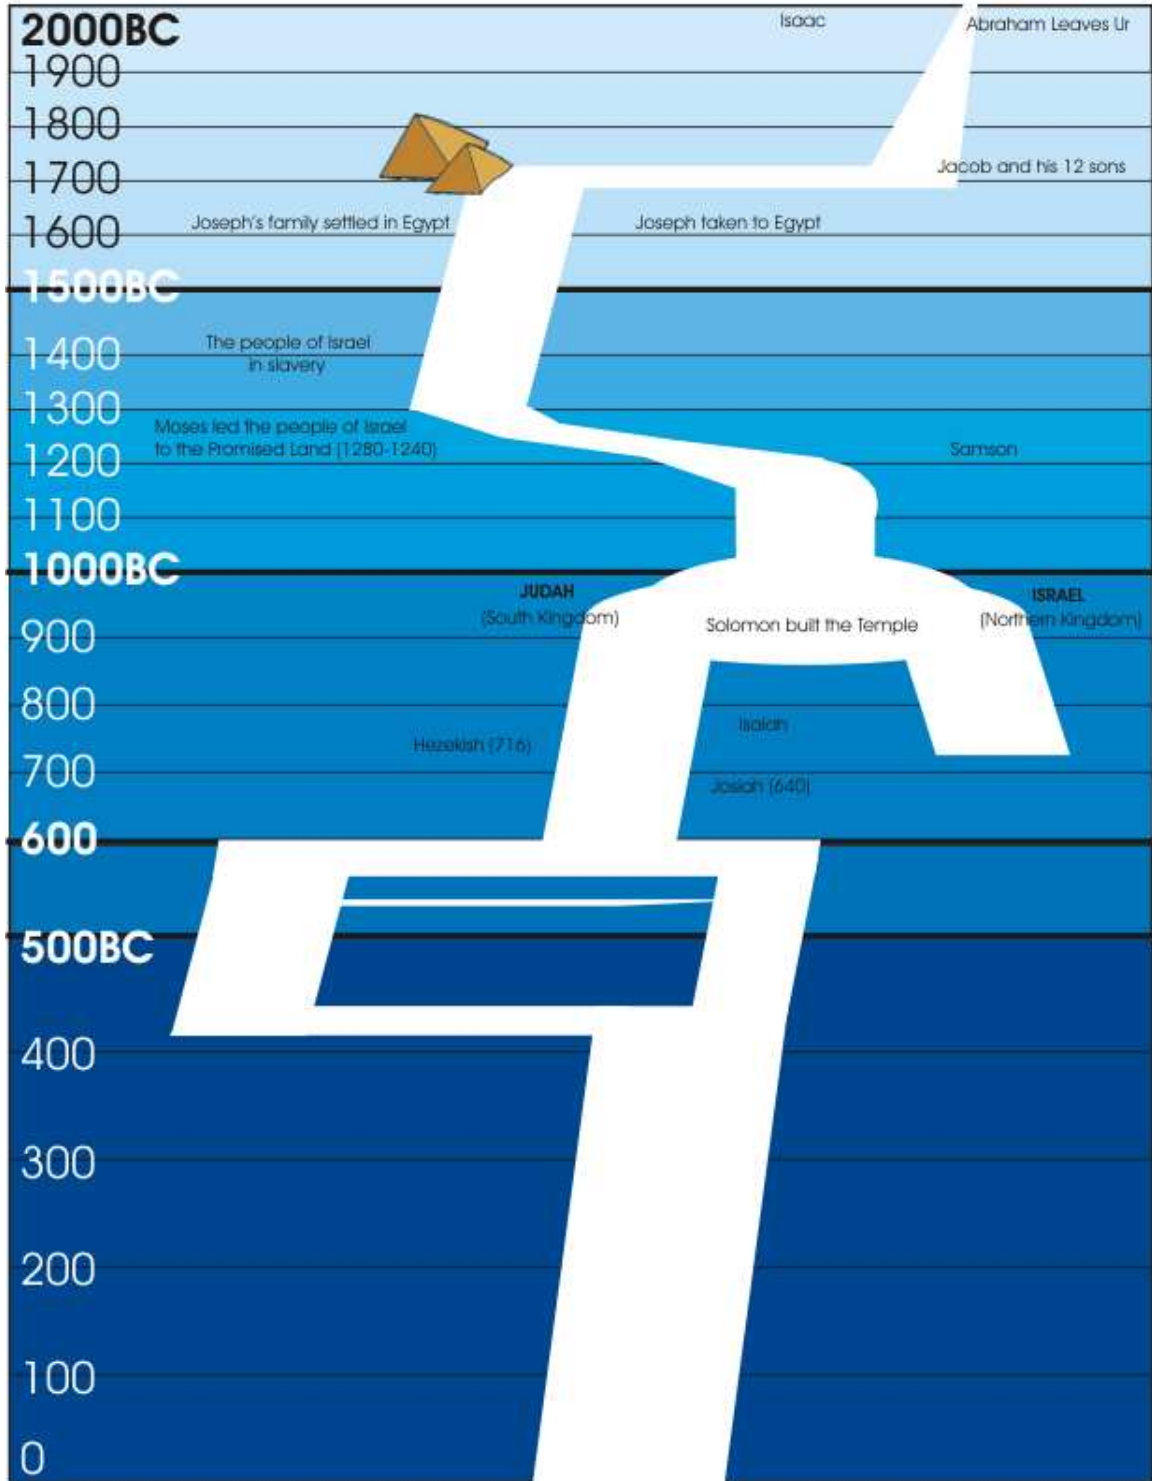 2000BC
Isaac
Abraham Leaves Ur
1900
1800
Jacob and his 12 sons
1700
Joseph's family settled in Egypt
Joseph taken to Egypt
1600
1500BC
The people of Israel
in slavery
1400
1300
Moses led the people of Israel
to the Promised Land (1280-1240)
Samson
1200
1100
1000BC
JUDAH
(South Kingdom)
ISRAEL
(Northern Kingdom)
Solomon built the Temple
900
800
Isaiah
Hezekish (716)
700
Josiah (640)
600
500BC
400
300
200
100
0